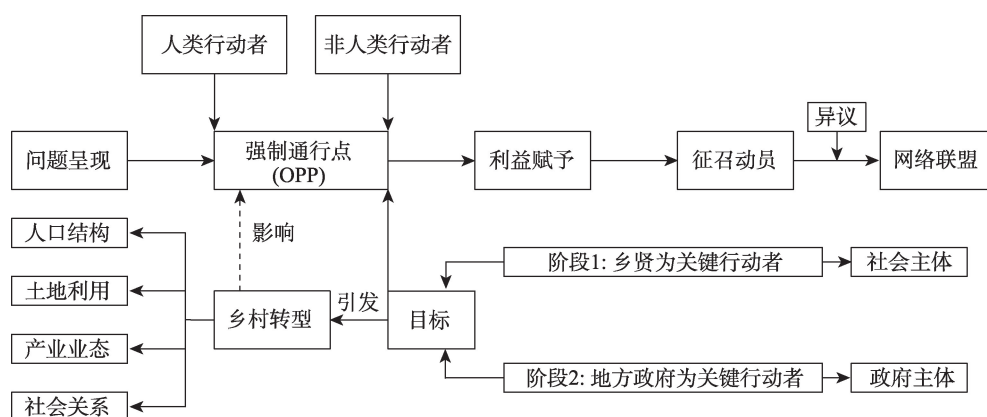 人类行动者
非人类行动者
异议
问题呈现
强制通行点
(OPP)
利益赋予
征召动员
网络联盟
人口结构
影响
阶段1: 乡贤为关键行动者
社会主体
土地利用
乡村转型
引发
目标
产业业态
阶段2: 地方政府为关键行动者
政府主体
社会关系